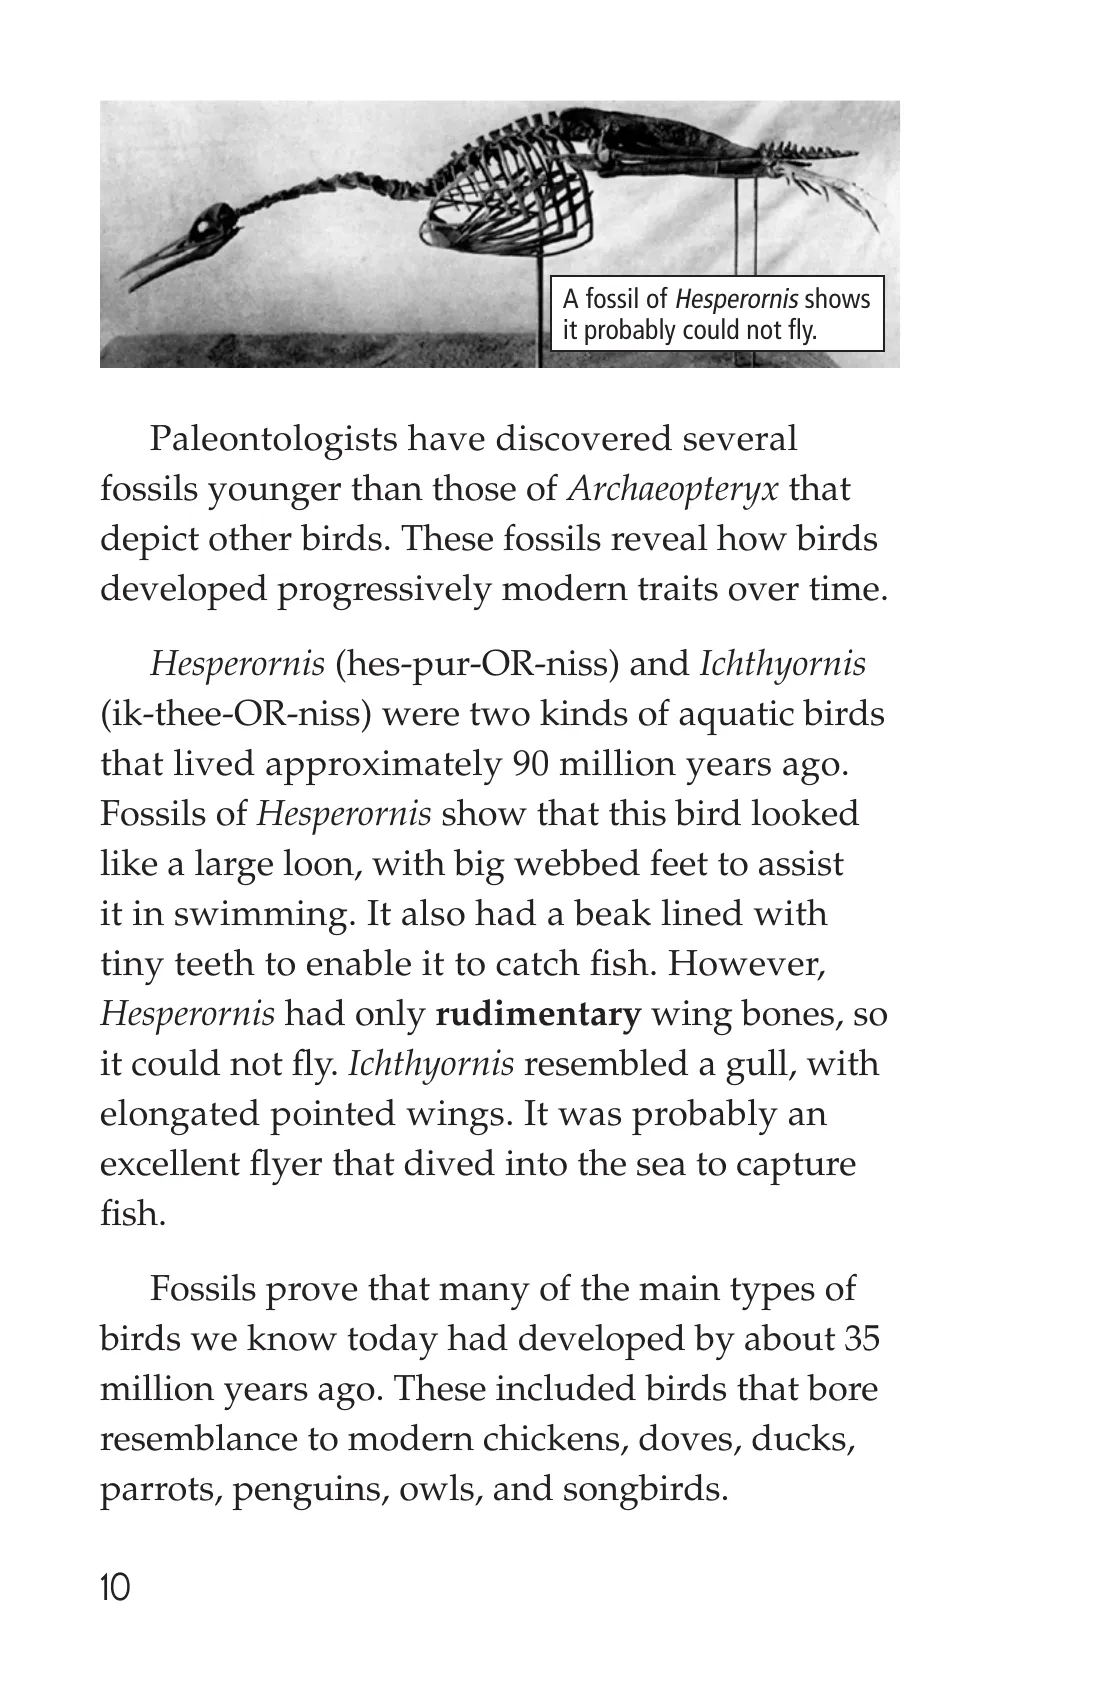 A fossil of Hesperornis shows
it probably could not fly.
Paleontologists have discovered several
fossils younger than those of Archaeopteryx that
depict other birds. These fossils reveal how birds
developed progressively modern traits over time.
Hesperornis (hes-pur-OR-niss) and Ichthyornis
(ik-thee-OR-niss) were two kinds of aquatic birds
that lived approximately 90 million years ago.
Fossils of Hesperornis show that this bird looked
like a large loon, with big webbed feet to assist
it in swimming. It also had a beak lined with
tiny teeth to enable it to catch fish. However,
Hesperornis had only rudimentary wing bones, so
it could not fly. Ichthyornis resembled a gull, with
elongated pointed wings. It was probably an
excellent flyer that dived into the sea to capture
fish.
Fossils prove that many of the main types of
birds we know today had developed by about 35
million years ago. These included birds that bore
resemblance to modern chickens, doves, ducks,
parrots, penguins, owls, and songbirds.
10